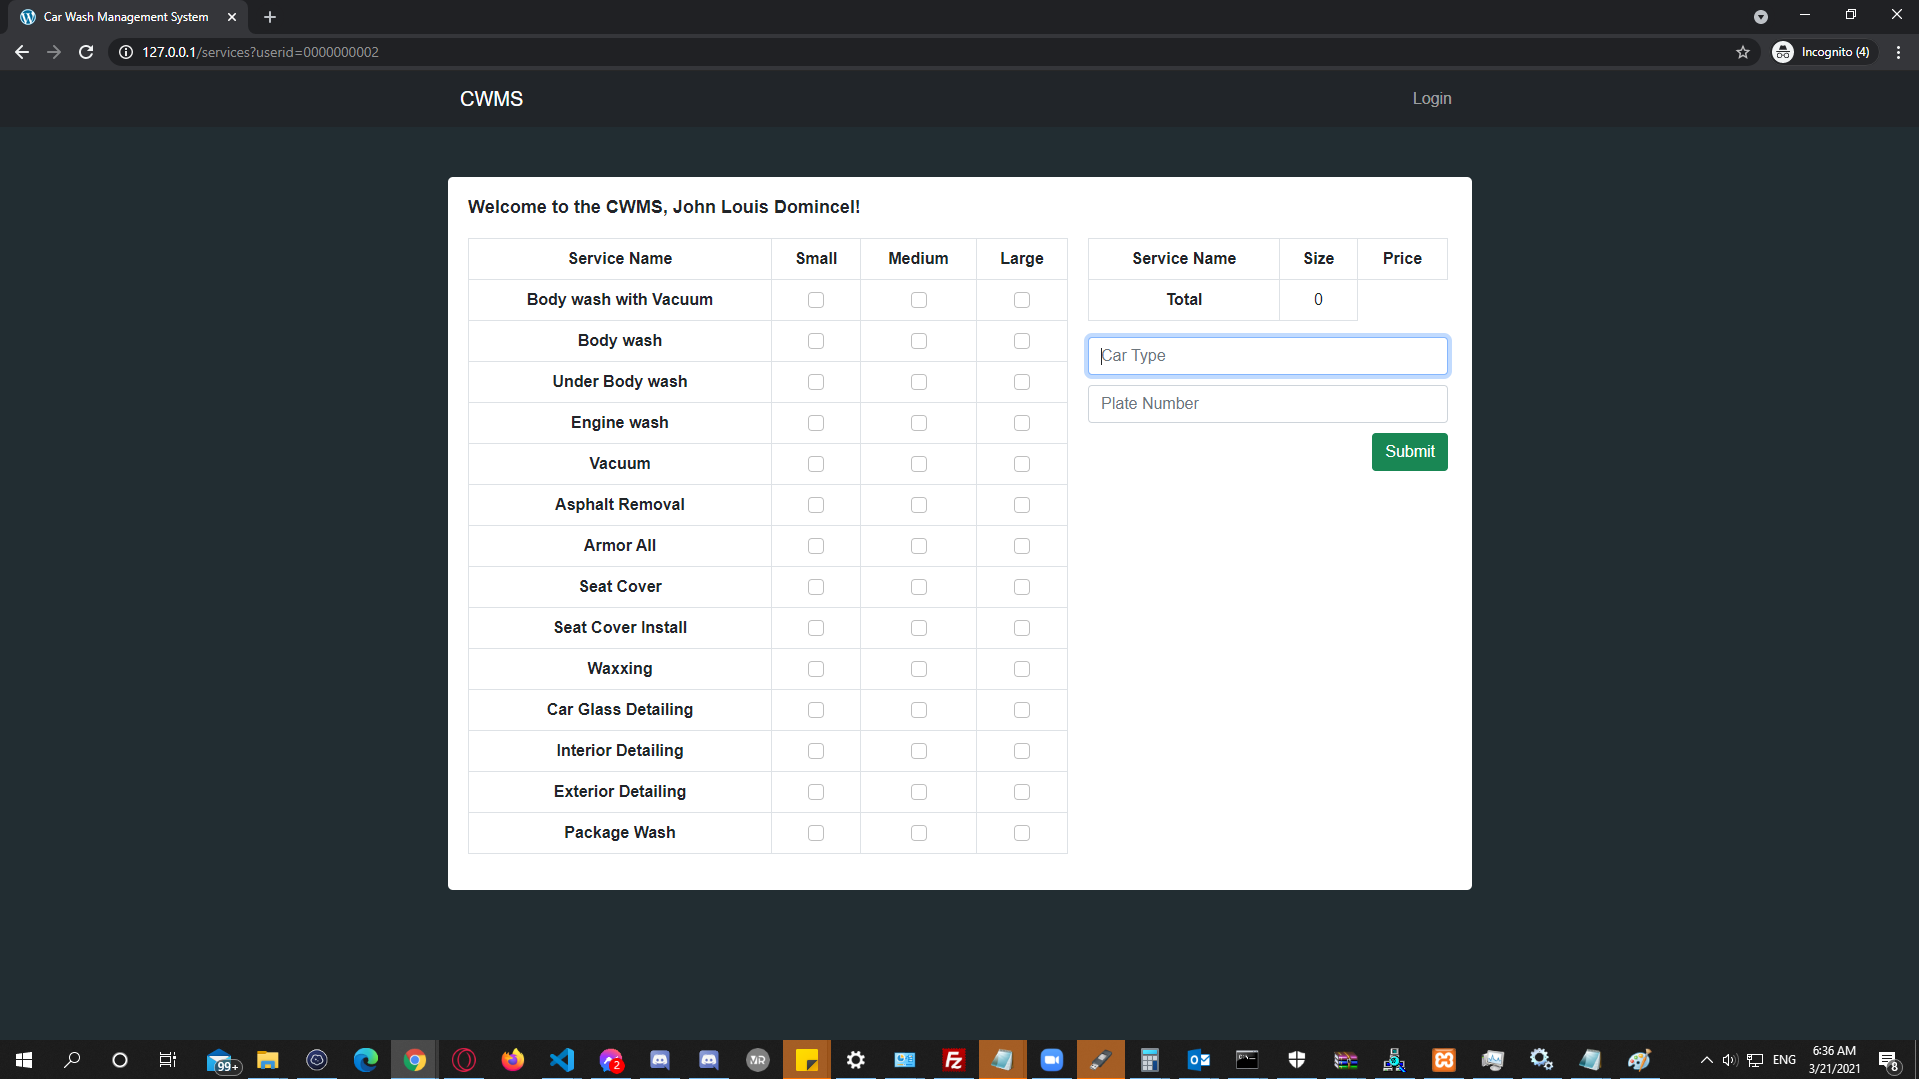 Car Wash Management System
127.0.0.1/services?userid=0000000002
Incognito (4)
CWMS
Login
Welcome to the CWMS, John Louis Domincel!
Service Name Small Medium Large
Body wash with Vacuum
Body wash
Under Body wash
Engine wash
Vacuum
Asphalt Removal
Armor All
Seat Cover
Seat Cover Install
Waxxing
Car Glass Detailing
Interior Detailing
Exterior Detailing
Package Wash
Service Name Size Price
Total 0
Car Type
Plate Number
Submit
99+
2
VR
FZ
ENG
6:36 AM
3/21/2021
8